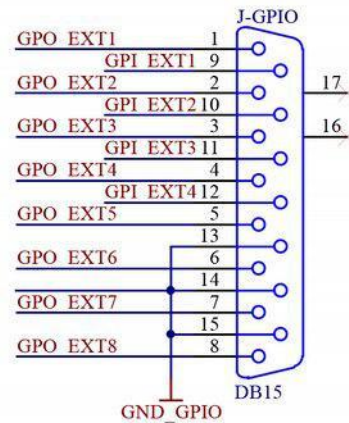 J-GPIO
GPO EXT1 1
GPI EXT1 9
GPO EXT2 2 17
GPI EXT2 10
GPO EXT3 3 16
GPI EXT3 11
GPO EXT4 4
GPI EXT4 12
GPO EXT5 5
13
GPO EXT6 6
14
GPO EXT7 7
15
GPO EXT8 8
DB15
GND_GPIO